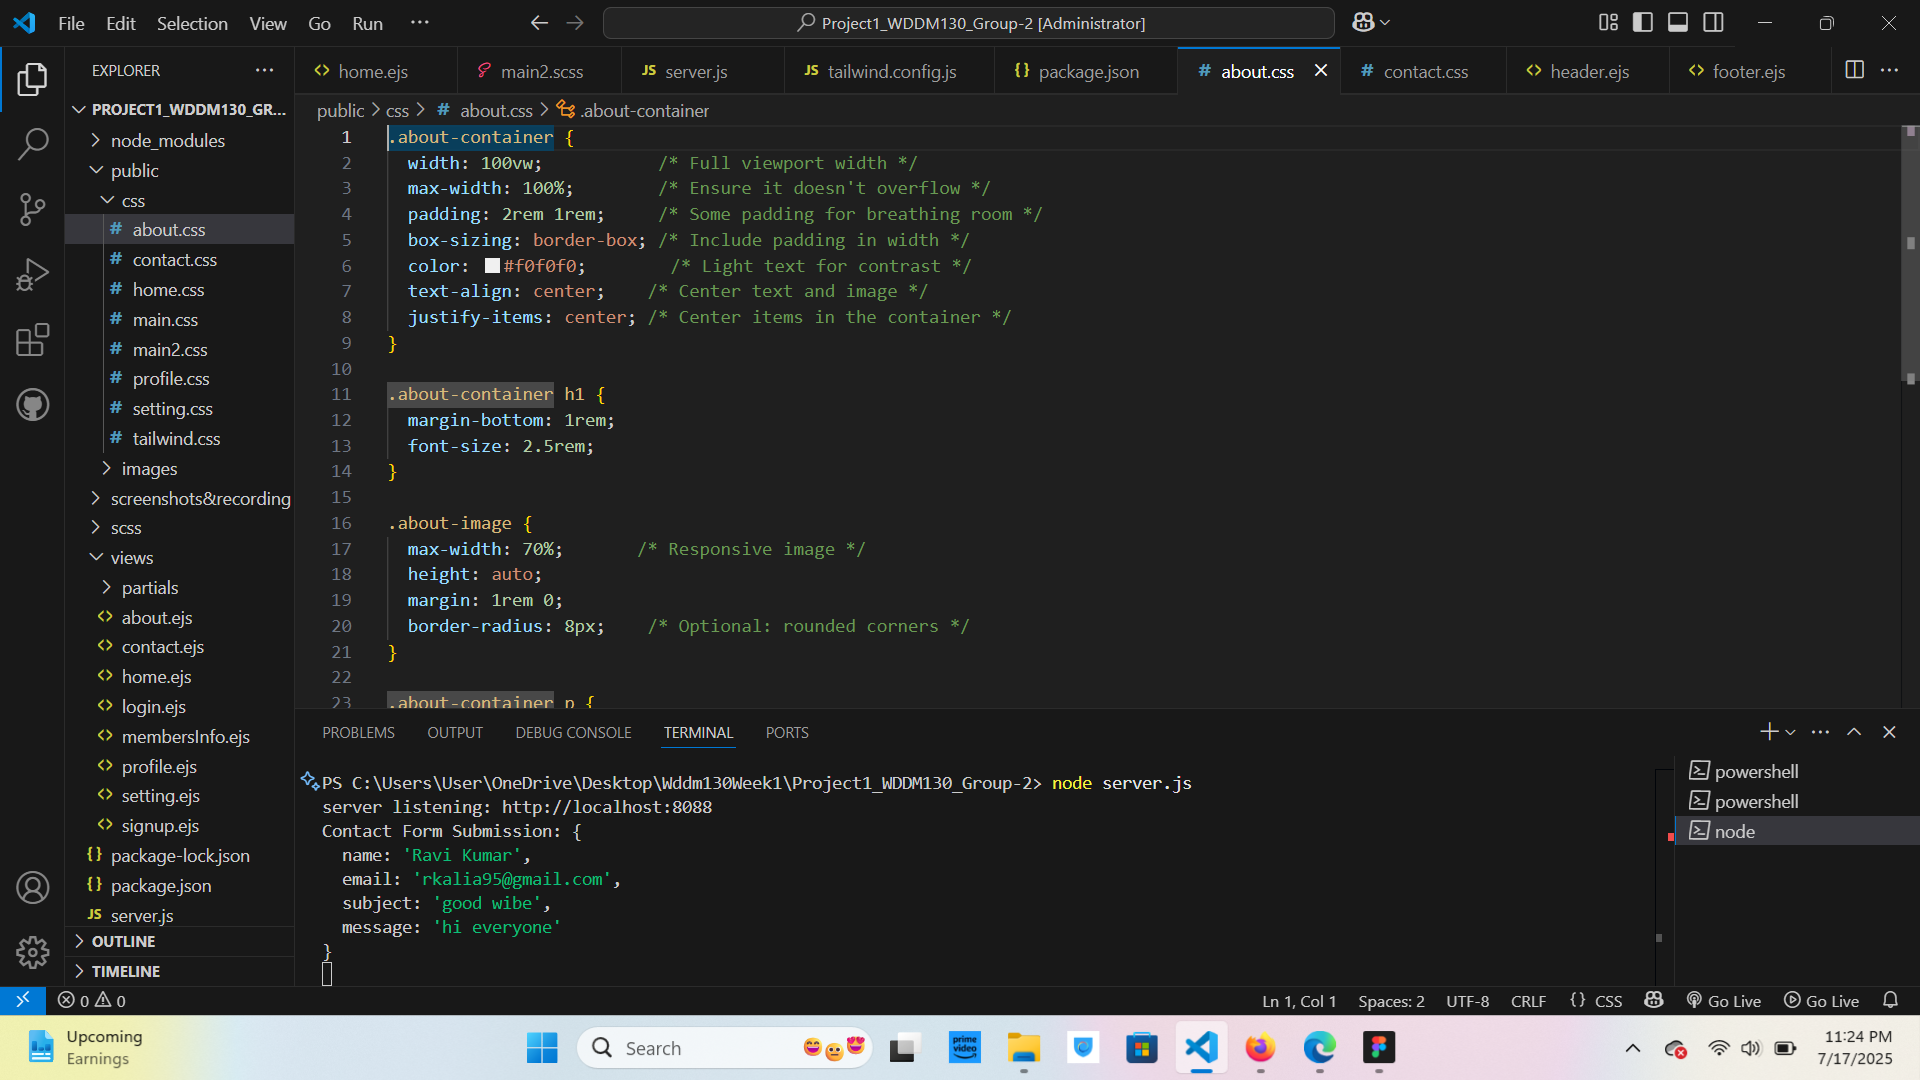 File Edit Selection View Go Run ···
Project1_WDDM130_Group-2 [Administrator]
EXPLORER
home.ejs
main2.scss
JS server.js
JS tailwind.config.js
{} package.json
# about.css
# contact.css
header.ejs
footer.ejs
PROJECT1_WDDM130_GR...
node_modules
public
css
# about.css
# contact.css
# home.css
# main.css
# main2.css
# profile.css
# setting.css
# tailwind.css
images
screenshots&recording
scss
views
partials
<> about.ejs
<> contact.ejs
<> home.ejs
<> login.ejs
<> membersInfo.ejs
<> profile.ejs
<> setting.ejs
<> signup.ejs
{} package-lock.json
{} package.json
JS server.js
OUTLINE
TIMELINE
public > css > # about.css > .about-container
1 .about-container {
2 width: 100vw; /* Full viewport width */
3 max-width: 100%; /* Ensure it doesn't overflow */
4 padding: 2rem 1rem; /* Some padding for breathing room */
5 box-sizing: border-box; /* Include padding in width */
6 color: #f0f0f0; /* Light text for contrast */
7 text-align: center; /* Center text and image */
8 justify-items: center; /* Center items in the container */
9 }
10
11 .about-container h1 {
12 margin-bottom: 1rem;
13 font-size: 2.5rem;
14 }
15
16 .about-image {
17 max-width: 70%; /* Responsive image */
18 height: auto;
19 margin: 1rem 0;
20 border-radius: 8px; /* Optional: rounded corners */
21 }
22
23 .about-container p {
PROBLEMS OUTPUT DEBUG CONSOLE TERMINAL PORTS
PS C:\Users\User\OneDrive\Desktop\Wddm130Week1\Project1_WDDM130_Group-2> node server.js
server listening: http://localhost:8088
Contact Form Submission: {
name: 'Ravi Kumar',
email: 'rkalia95@gmail.com',
subject: 'good wibe',
message: 'hi everyone'
}
powershell
powershell
node
0 0
Ln 1, Col 1 Spaces: 2 UTF-8 CRLF {} CSS Go Live Go Live
Upcoming
Earnings
Search
prime video
11:24 PM
7/17/2025